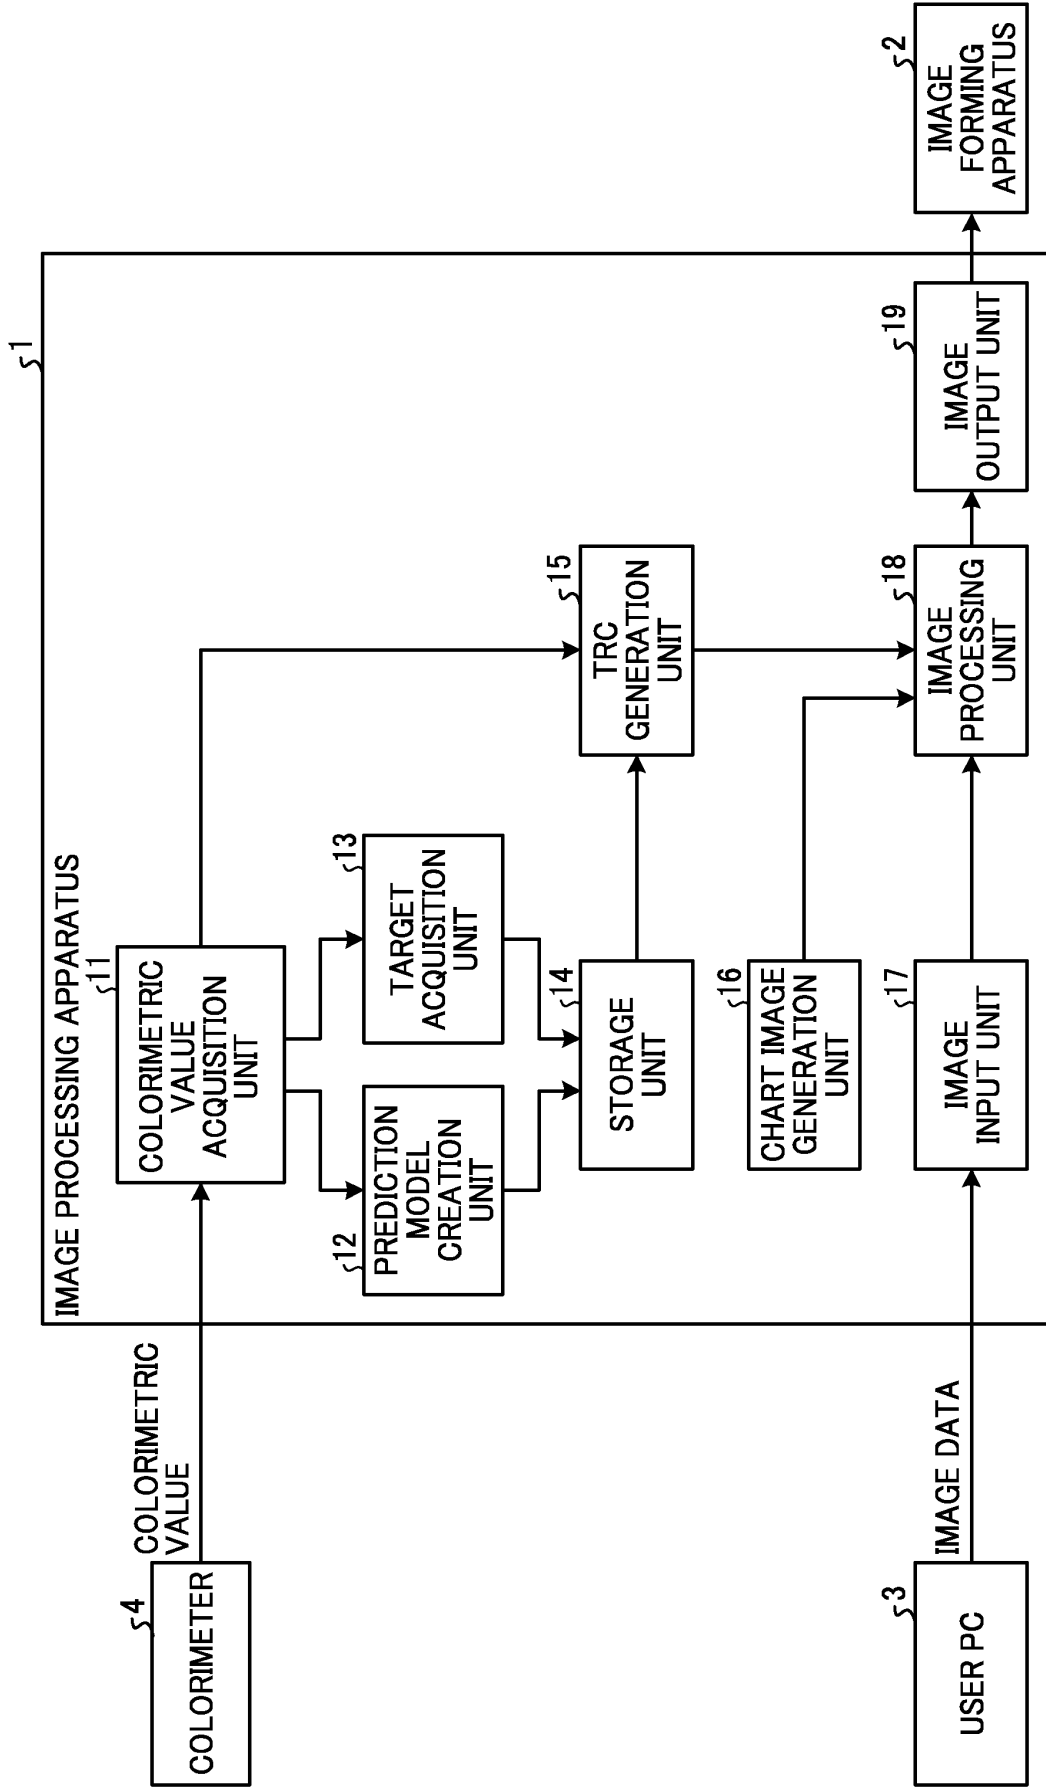 1
IMAGE PROCESSING APPARATUS
4
COLORIMETER
COLORIMETRIC
VALUE
11
COLORIMETRIC
VALUE
ACQUISITION
UNIT
12
PREDICTION
MODEL
CREATION
UNIT
13
TARGET
ACQUISITION
UNIT
14
STORAGE
UNIT
15
TRC
GENERATION
UNIT
16
CHART IMAGE
GENERATION
UNIT
3
USER PC
IMAGE DATA
17
IMAGE
INPUT UNIT
18
IMAGE
PROCESSING
UNIT
19
IMAGE
OUTPUT UNIT
2
IMAGE
FORMING
APPARATUS